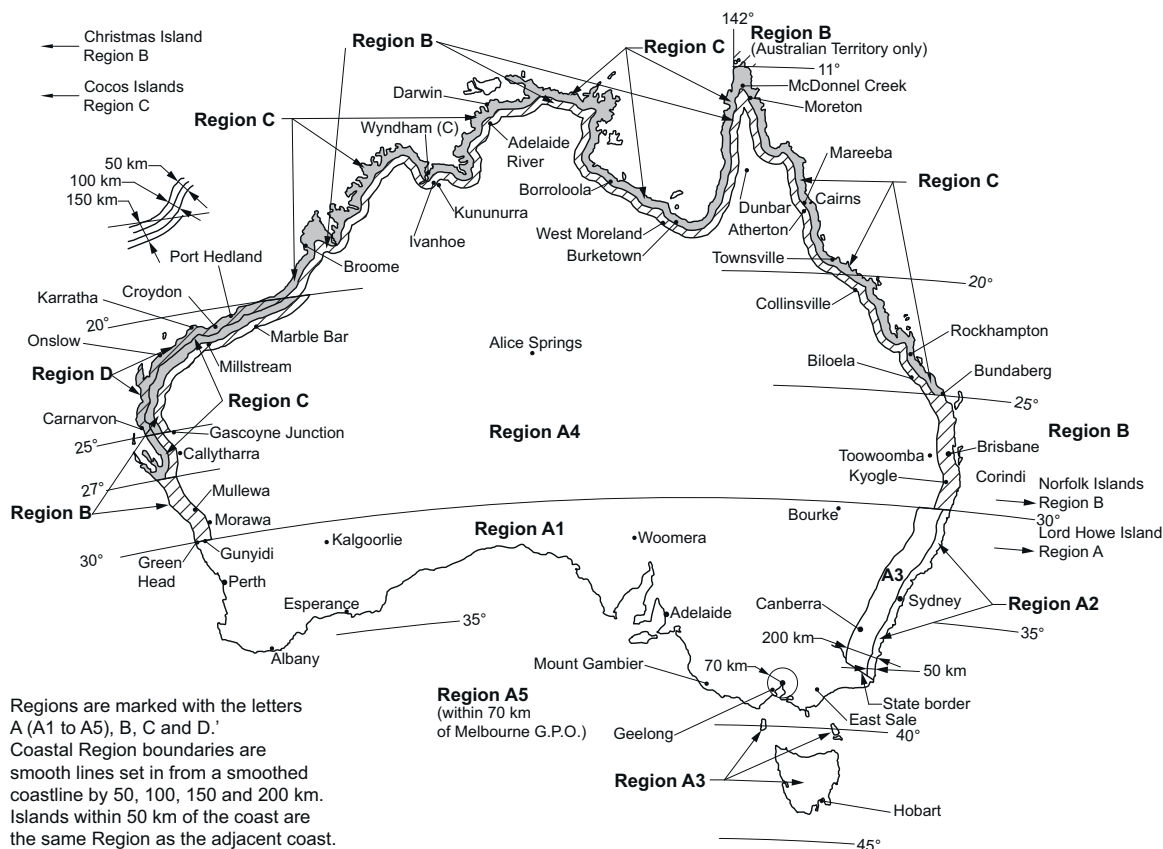 Christmas Island
Region B
Cocos Islands
Region C
Region B
Region C
142°
Region B
(Australian Territory only)
11°
McDonnel Creek
Moreton
Darwin
Region C
Wyndham (C)
Adelaide
River
Mareeba
Region C
50 km
100 km
150 km
Borroloola
Kununurra
Dunbar
Cairns
Atherton
Ivanhoe
West Moreland
Burketown
Port Hedland
Broome
Townsville
20°
Karratha
Croydon
Collinsville
20°
Onslow
Marble Bar
Alice Springs
Rockhampton
Millstream
Biloela
Bundaberg
Region D
Region C
25°
Carnarvon
Gascoyne Junction
Region A4
Region B
25°
Callytharra
Toowoomba
Brisbane
27°
Kyogle
Corindi
Norfolk Islands
Region B
Mullewa
Region B
Morawa
Region A1
Bourke
30°
Lord Howe Island
Region A
30°
Gunyidi
Kalgoorlie
Woomera
Green
Head
Perth
A3
Esperance
Adelaide
Canberra
Sydney
Region A2
35°
35°
200 km
Albany
Mount Gambier
70 km
50 km
Region A5
(within 70 km
of Melbourne G.P.O.)
State border
East Sale
Geelong
40°
Region A3
Hobart
45°
Regions are marked with the letters
A (A1 to A5), B, C and D.’
Coastal Region boundaries are
smooth lines set in from a smoothed
coastline by 50, 100, 150 and 200 km.
Islands within 50 km of the coast are
the same Region as the adjacent coast.